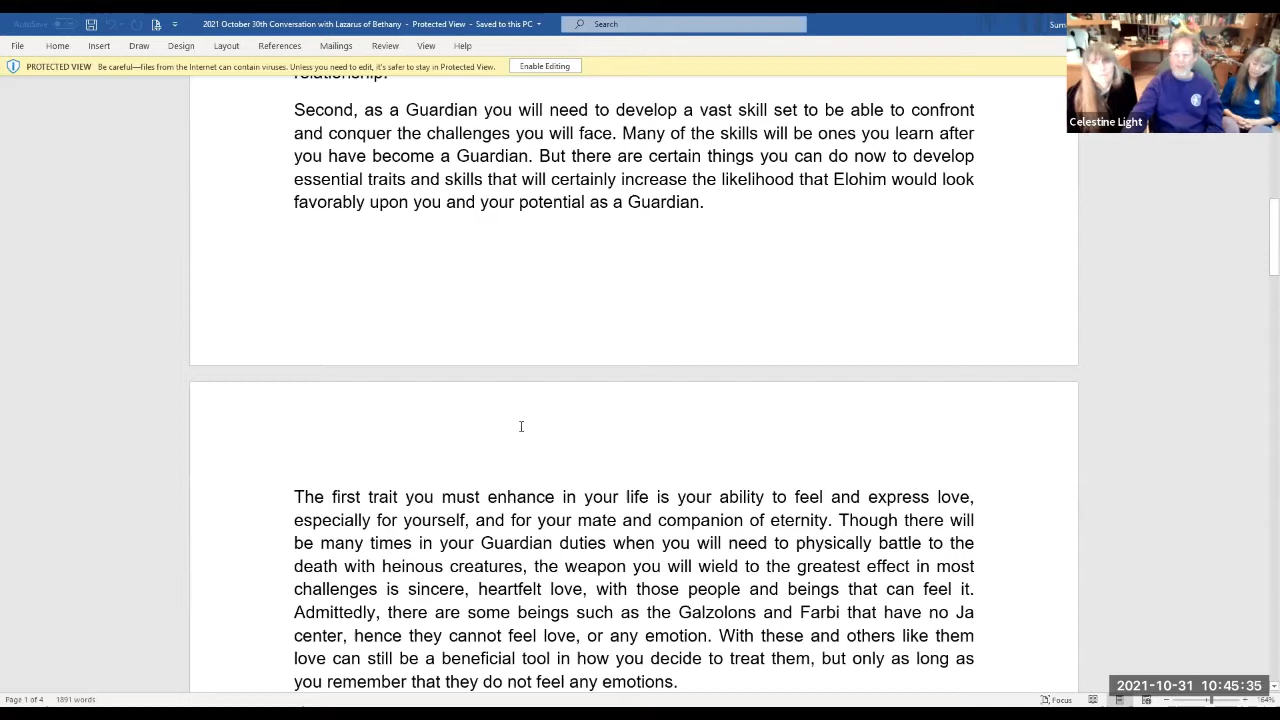 AutoSave
2021 October 30th Conversation with Lazarus of Bethany - Protected View - Saved to this PC
Search
Sum
File Home Insert Draw Design Layout References Mailings Review View Help
PROTECTED VIEW Be careful—files from the Internet can contain viruses. Unless you need to edit, it's safer to stay in Protected View. Enable Editing
Celestine Light
relationship.
Second, as a Guardian you will need to develop a vast skill set to be able to confront
and conquer the challenges you will face. Many of the skills will be ones you learn after
you have become a Guardian. But there are certain things you can do now to develop
essential traits and skills that will certainly increase the likelihood that Elohim would look
favorably upon you and your potential as a Guardian.
The first trait you must enhance in your life is your ability to feel and express love,
especially for yourself, and for your mate and companion of eternity. Though there will
be many times in your Guardian duties when you will need to physically battle to the
death with heinous creatures, the weapon you will wield to the greatest effect in most
challenges is sincere, heartfelt love, with those people and beings that can feel it.
Admittedly, there are some beings such as the Galzolons and Farbi that have no Ja
center, hence they cannot feel love, or any emotion. With these and others like them
love can still be a beneficial tool in how you decide to treat them, but only as long as
you remember that they do not feel any emotions.
2021-10-31 10:45:35
Page 1 of 4 1891 words
Focus
164%